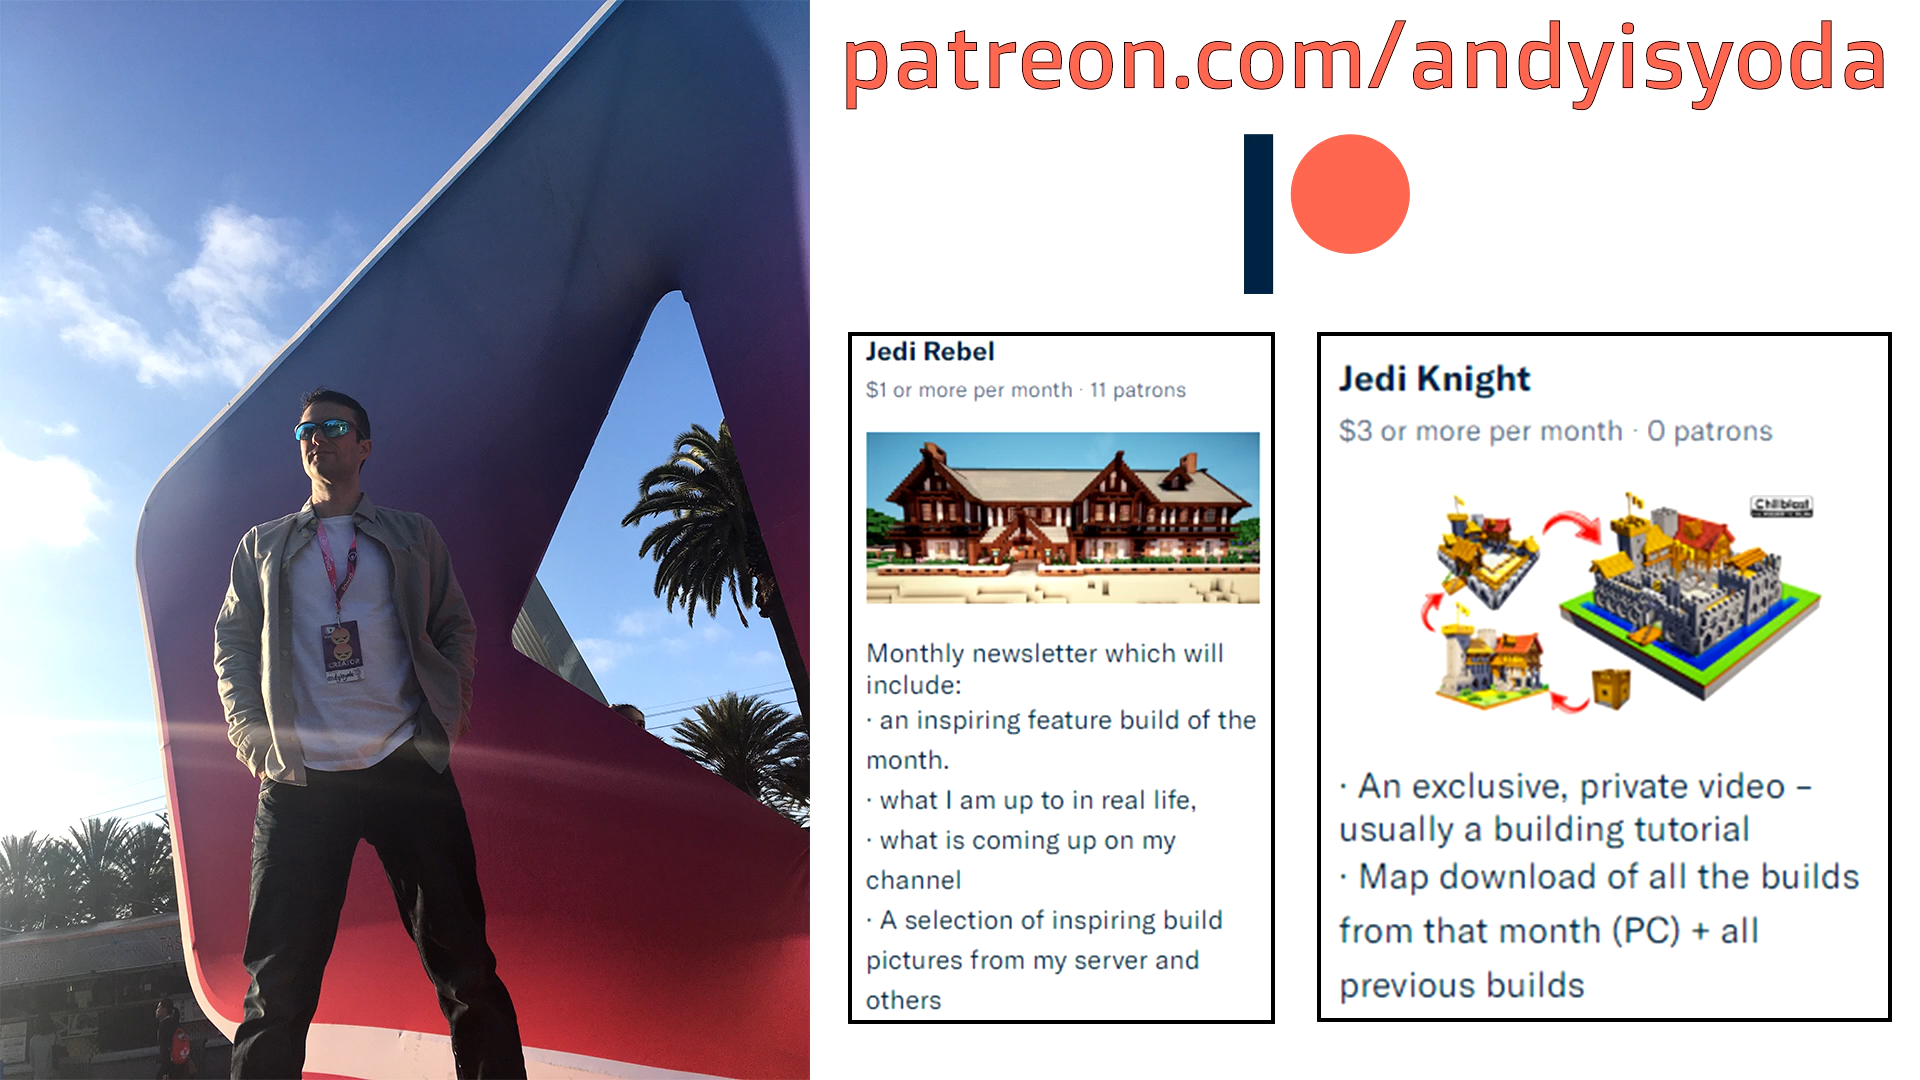 patreon.com/andyisyoda
Jedi Rebel
$1 or more per month · 11 patrons
Monthly newsletter which will
include:
· an inspiring feature build of the
month.
· what I am up to in real life,
· what is coming up on my
channel
· A selection of inspiring build
pictures from my server and
others
Jedi Knight
$3 or more per month · 0 patrons
Chillblast
· An exclusive, private video –
usually a building tutorial
· Map download of all the builds
from that month (PC) + all
previous builds
CREATOR
andyisyoda